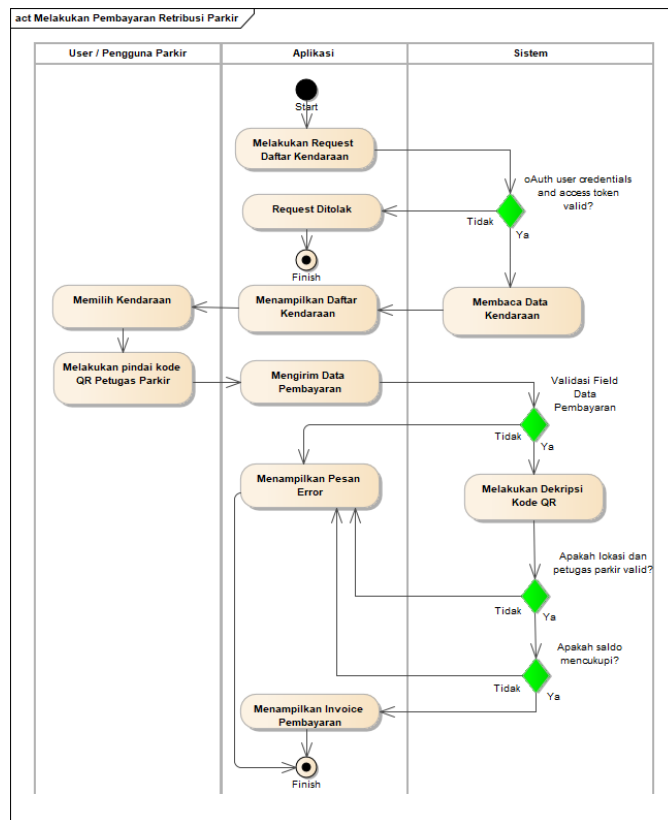 act Melakukan Pembayaran Retribusi Parkir
User / Pengguna Parkir
Aplikasi
Sistem
Start
Melakukan Request
Daftar Kendaraan
oAuth user credentials
and access token
valid?
Request Ditolak
Tidak
Ya
Finish
Memilih Kendaraan
Menampilkan Daftar
Kendaraan
Membaca Data
Kendaraan
Melakukan pindai kode
QR Petugas Parkir
Mengirim Data
Pembayaran
Validasi Field
Data
Pembayaran
Tidak
Ya
Menampilkan Pesan
Error
Melakukan Dekripsi
Kode QR
Apakah lokasi dan
petugas parkir valid?
Tidak
Ya
Apakah saldo
mencukupi?
Tidak
Ya
Menampilkan Invoice
Pembayaran
Finish